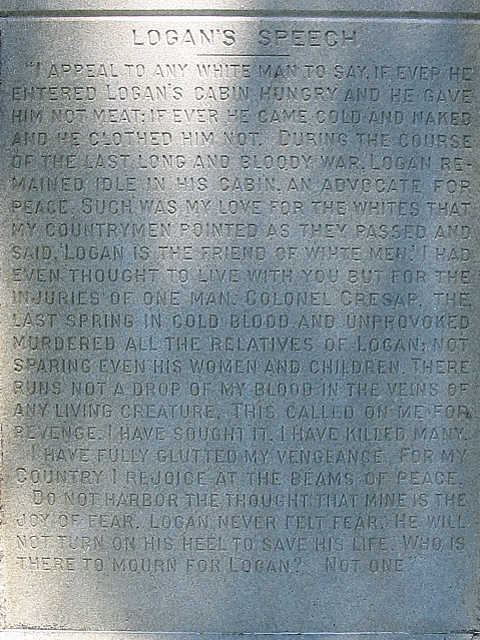 LOGAN'S SPEECH
"I APPEAL TO ANY WHITE MAN TO SAY, IF EVER HE
ENTERED LOGAN'S CABIN HUNGRY AND HE GAVE
HIM NOT MEAT; IF EVER HE CAME COLD AND NAKED
AND HE CLOTHED HIM NOT. DURING THE COURSE
OF THE LAST, LONG AND BLOODY WAR, LOGAN RE-
MAINED IDLE IN HIS CABIN, AN ADVOCATE FOR
PEACE. SUCH WAS MY LOVE FOR THE WHITES THAT
MY COUNTRYMEN POINTED AS THEY PASSED AND
SAID, 'LOGAN IS THE FRIEND OF WHITE MEN.' I HAD
EVEN THOUGHT TO LIVE WITH YOU BUT FOR THE
INJURIES OF ONE MAN. COLONEL CRESAP, THE
LAST SPRING IN COLD BLOOD AND UNPROVOKED
MURDERED ALL THE RELATIVES OF LOGAN; NOT
SPARING EVEN HIS WOMEN AND CHILDREN. THERE
RUNS NOT A DROP OF MY BLOOD IN THE VEINS OF
ANY LIVING CREATURE. THIS CALLED ON ME FOR
REVENGE. I HAVE SOUGHT IT. I HAVE KILLED MANY.
I HAVE FULLY GLUTTED MY VENGEANCE. FOR MY
COUNTRY I REJOICE AT THE BEAMS OF PEACE.
DO NOT HARBOR THE THOUGHT THAT MINE IS THE
JOY OF FEAR. LOGAN NEVER FELT FEAR. HE WILL
NOT TURN ON HIS HEEL TO SAVE HIS LIFE. WHO IS
THERE TO MOURN FOR LOGAN? NOT ONE"